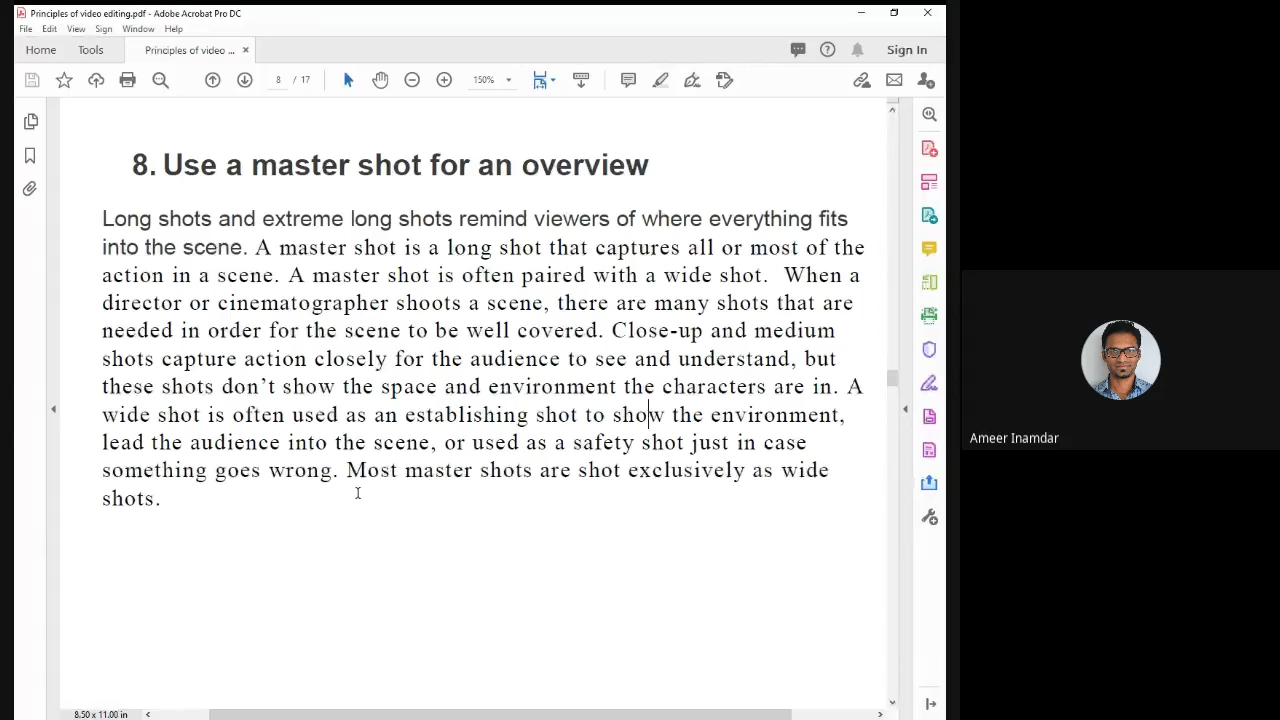 Principles of video editing.pdf - Adobe Acrobat Pro DC
File Edit View Sign Window Help
Home Tools Principles of video ... × Sign In
8 / 17 150%
8. Use a master shot for an overview
Long shots and extreme long shots remind viewers of where everything fits
into the scene. A master shot is a long shot that captures all or most of the
action in a scene. A master shot is often paired with a wide shot. When a
director or cinematographer shoots a scene, there are many shots that are
needed in order for the scene to be well covered. Close-up and medium
shots capture action closely for the audience to see and understand, but
these shots don’t show the space and environment the characters are in. A
wide shot is often used as an establishing shot to show the environment,
lead the audience into the scene, or used as a safety shot just in case
something goes wrong. Most master shots are shot exclusively as wide
shots.
Ameer Inamdar
8.50 x 11.00 in